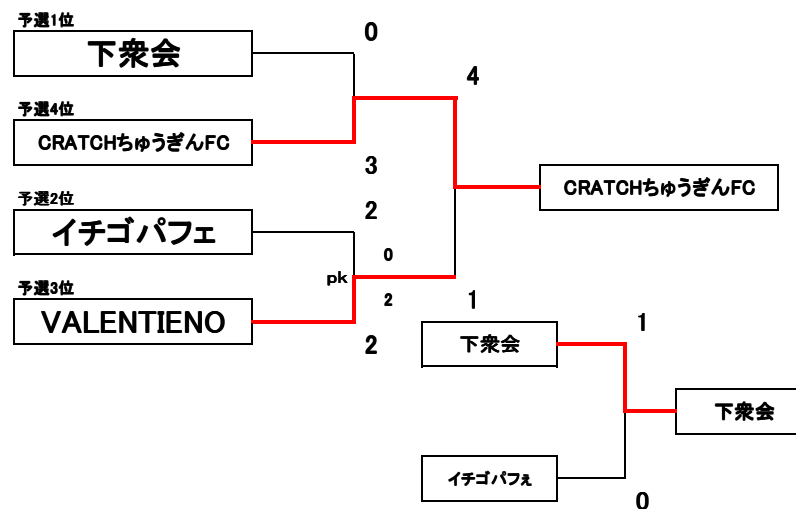 予選1位
下衆会
0
4
予選4位
CRATCHちゅうぎんFC
3
CRATCHちゅうぎんFC
予選2位
イチゴパフェ
2
0
pk
2
予選3位
VALENTIENO
2
1
下衆会
1
下衆会
イチゴパフぇ
0